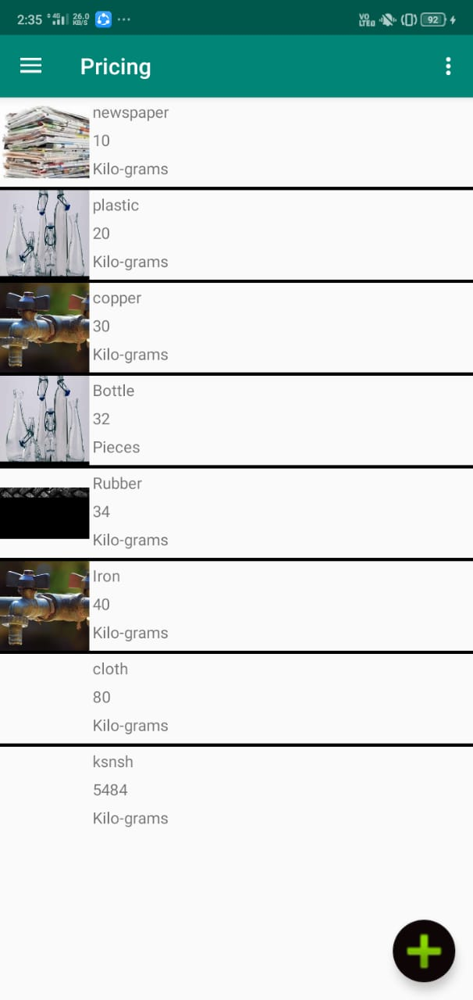 2:35 4G 26.0 KB/S ... VO LTE 92
Pricing
newspaper
10
Kilo-grams
plastic
20
Kilo-grams
copper
30
Kilo-grams
Bottle
32
Pieces
Rubber
34
Kilo-grams
Iron
40
Kilo-grams
cloth
80
Kilo-grams
ksnsh
5484
Kilo-grams